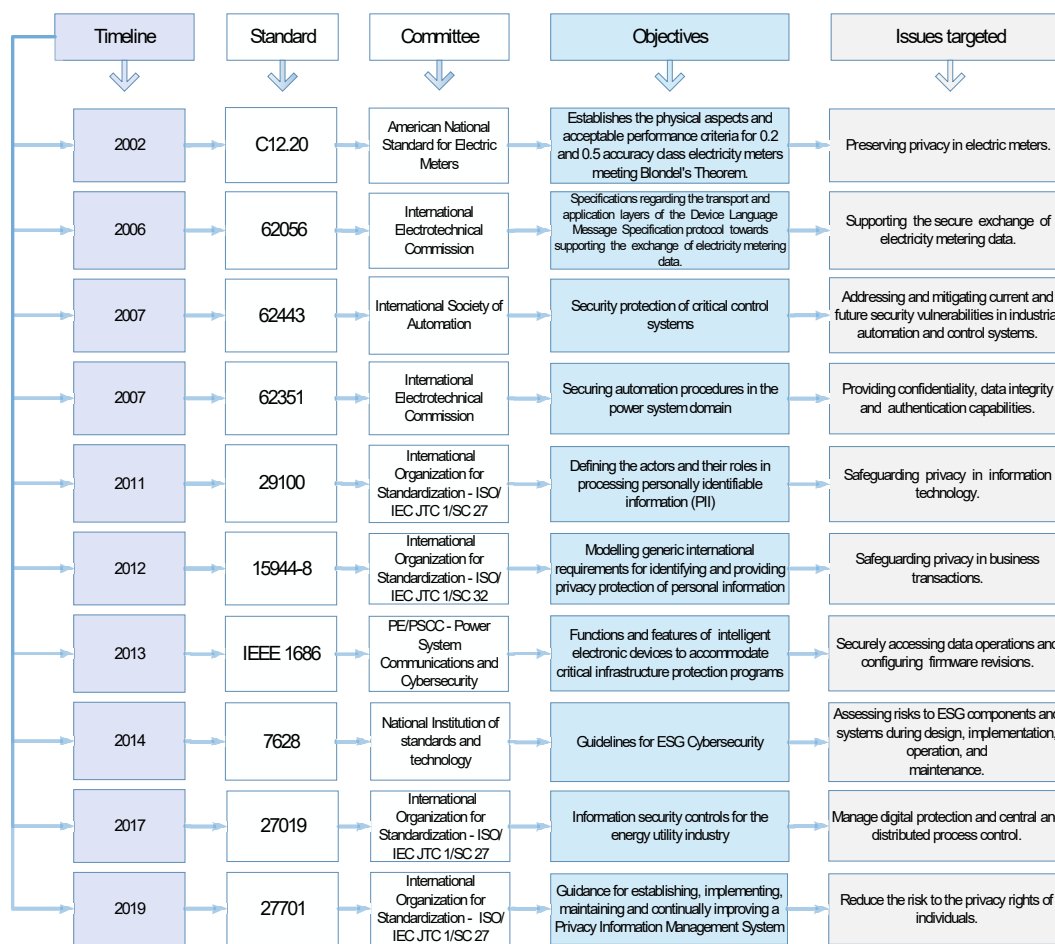 Timeline
Standard
Committee
Objectives
Issues targeted
2002
C12.20
American National
Standard for Electric
Meters
Establishes the physical aspects and
acceptable performance criteria for 0.2
and 0.5 accuracy class electricity meters
meeting Blondel's Theorem.
Preserving privacy in electric meters.
2006
62056
International
Electrotechnical
Commission
Specifications regarding the transport and
application layers of the Device Language
Message Specification protocol towards
supporting the exchange of electricity metering
data.
Supporting the secure exchange of
electricity metering data.
2007
62443
International Society of
Automation
Security protection of critical control
systems
Addressing and mitigating current and
future security vulnerabilities in industria
automation and control systems.
2007
62351
International
Electrotechnical
Commission
Securing automation procedures in the
power system domain
Providing confidentiality, data integrity
and authentication capabilities.
2011
29100
International
Organization for
Standardization - ISO/
IEC JTC 1/SC 27
Defining the actors and their roles in
processing personally identifiable
information (PII)
Safeguarding privacy in information
technology.
2012
15944-8
International
Organization for
Standardization - ISO/
IEC JTC 1/SC 32
Modelling generic international
requirements for identifying and providing
privacy protection of personal information
Safeguarding privacy in business
transactions.
2013
IEEE 1686
PE/PSCC - Power
System
Communications and
Cybersecurity
Functions and features of intelligent
electronic devices to accommodate
critical infrastructure protection programs
Securely accessing data operations and
configuring firmware revisions.
2014
7628
National Institution of
standards and
technology
Guidelines for ESG Cybersecurity
Assessing risks to ESG components and
systems during design, implementation,
operation, and
maintenance.
2017
27019
International
Organization for
Standardization - ISO/
IEC JTC 1/SC 27
Information security controls for the
energy utility industry
Manage digital protection and central an
distributed process control.
2019
27701
International
Organization for
Standardization - ISO/
IEC JTC 1/SC 27
Guidance for establishing, implementing,
maintaining and continually improving a
Privacy Information Management System
Reduce the risk to the privacy rights of
individuals.